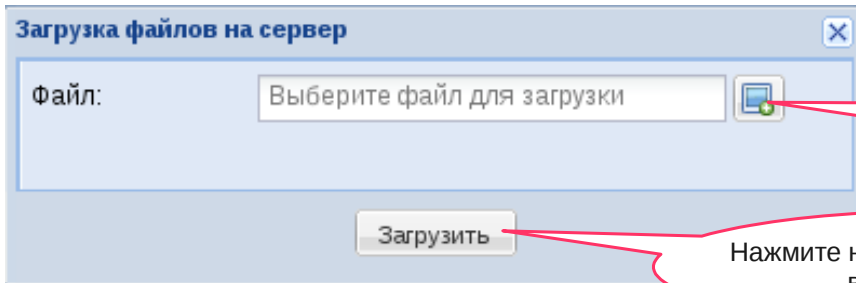 Загрузка файлов на сервер
Файл:
Выберите файл для загрузки
Загрузить
Нажмите